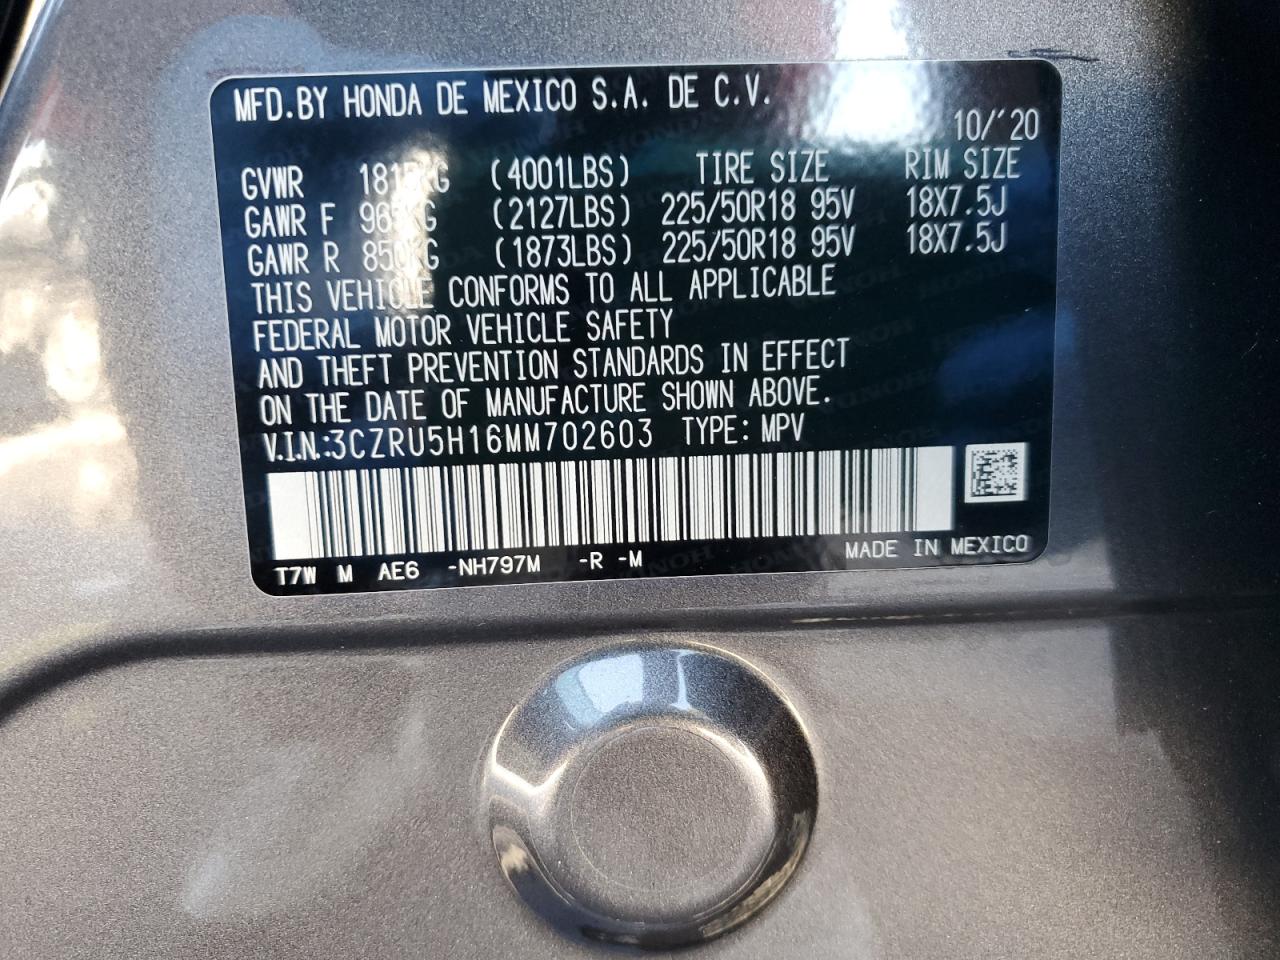 MFD.BY HONDA DE MEXICO S.A. DE C.V.
10/'20
GVWR 1815KG (4001LBS) TIRE SIZE RIM SIZE
GAWR F 965KG (2127LBS) 225/50R18 95V 18X7.5J
GAWR R 850KG (1873LBS) 225/50R18 95V 18X7.5J
THIS VEHICLE CONFORMS TO ALL APPLICABLE
FEDERAL MOTOR VEHICLE SAFETY
AND THEFT PREVENTION STANDARDS IN EFFECT
ON THE DATE OF MANUFACTURE SHOWN ABOVE.
V.I.N.:3CZRU5H16MM702603 TYPE: MPV
T7W M AE6 -NH797M -R -M MADE IN MEXICO